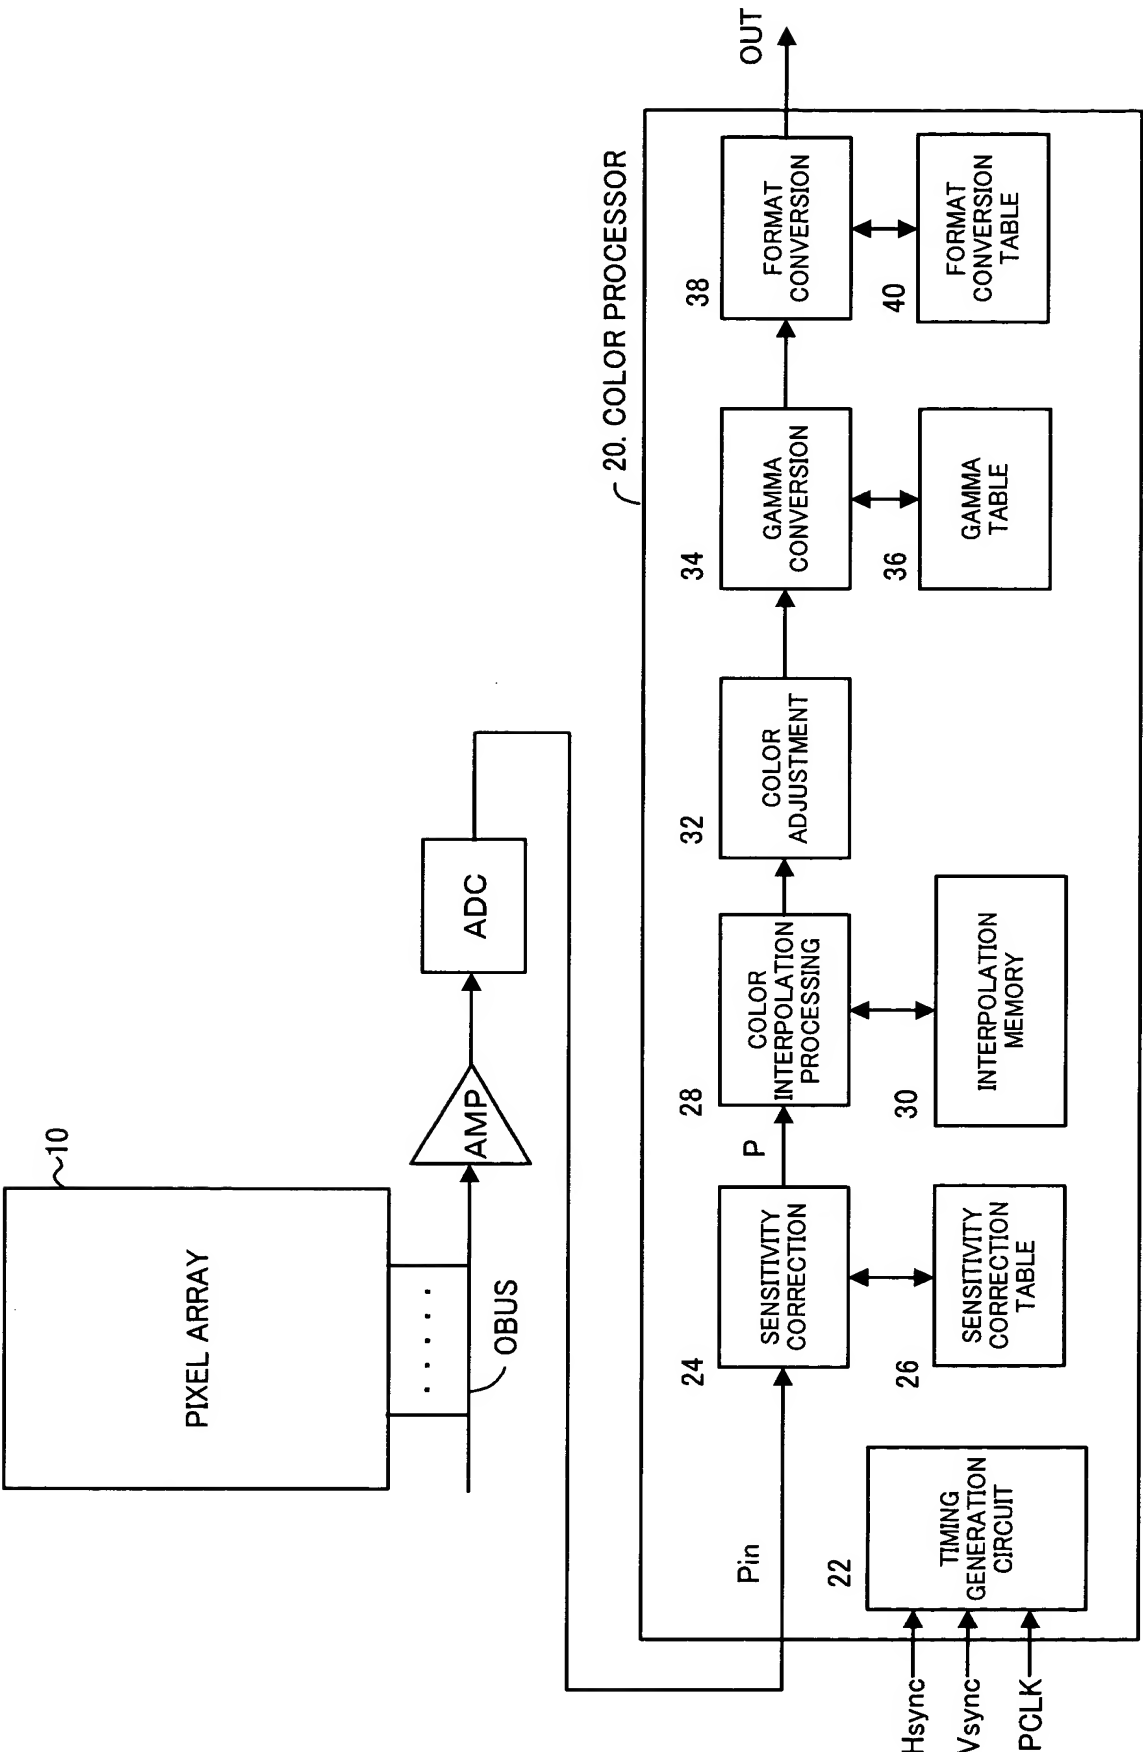 PIXEL ARRAY
10
OBUS
AMP
ADC
20. COLOR PROCESSOR
Pin
24
SENSITIVITY
CORRECTION
P
28
COLOR
INTERPOLATION
PROCESSING
32
COLOR
ADJUSTMENT
34
GAMMA
CONVERSION
38
FORMAT
CONVERSION
OUT
Hsync
Vsync
PCLK
22
TIMING
GENERATION
CIRCUIT
26
SENSITIVITY
CORRECTION
TABLE
30
INTERPOLATION
MEMORY
36
GAMMA
TABLE
40
FORMAT
CONVERSION
TABLE